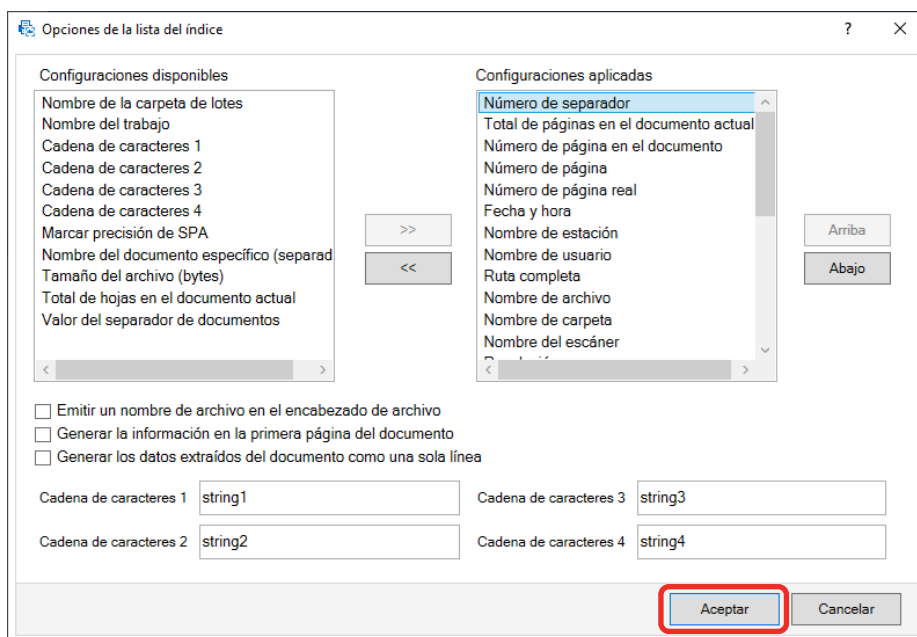 Opciones de la lista del índice
?
Configuraciones disponibles
Nombre de la carpeta de lotes
Nombre del trabajo
Cadena de caracteres 1
Cadena de caracteres 2
Cadena de caracteres 3
Cadena de caracteres 4
Marcar precisión de SPA
Nombre del documento específico (separad
Tamaño del archivo (bytes)
Total de hojas en el documento actual
Valor del separador de documentos
>>
<<
Configuraciones aplicadas
Número de separador
Total de páginas en el documento actual
Número de página en el documento
Número de página
Número de página real
Fecha y hora
Nombre de estación
Nombre de usuario
Ruta completa
Nombre de archivo
Nombre de carpeta
Nombre del escáner
Arriba
Abajo
Emitir un nombre de archivo en el encabezado de archivo
Generar la información en la primera página del documento
Generar los datos extraídos del documento como una sola línea
Cadena de caracteres 1 string1
Cadena de caracteres 3 string3
Cadena de caracteres 2 string2
Cadena de caracteres 4 string4
Aceptar
Cancelar